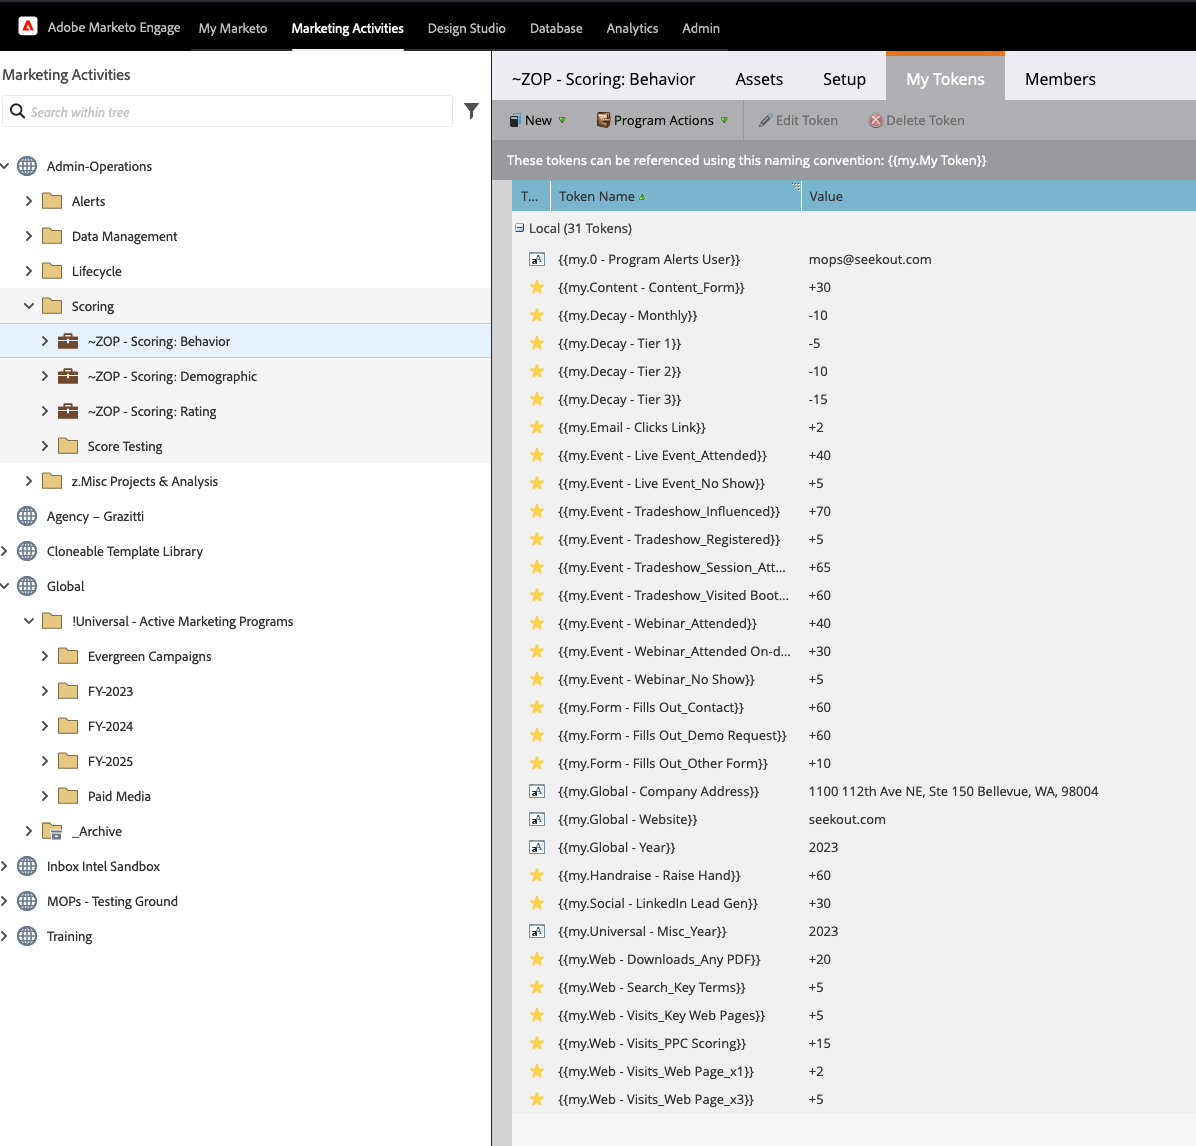 Adobe Marketo Engage
My Marketo
Marketing Activities
Design Studio
Database
Analytics
Admin
Marketing Activities
Search within tree
Admin-Operations
Alerts
Data Management
Lifecycle
Scoring
~ZOP - Scoring: Behavior
~ZOP - Scoring: Demographic
~ZOP - Scoring: Rating
Score Testing
z.Misc Projects & Analysis
Agency – Grazitti
Cloneable Template Library
Global
!Universal - Active Marketing Programs
Evergreen Campaigns
FY-2023
FY-2024
FY-2025
Paid Media
_Archive
Inbox Intel Sandbox
MOPs - Testing Ground
Training
~ZOP - Scoring: Behavior
Assets
Setup
My Tokens
Members
New
Program Actions
Edit Token
Delete Token
These tokens can be referenced using this naming convention: {{my.My Token}}
T... Token Name Value
Local (31 Tokens)
{{my.0 - Program Alerts User}} mops@seekout.com
{{my.Content - Content_Form}} +30
{{my.Decay - Monthly}} -10
{{my.Decay - Tier 1}} -5
{{my.Decay - Tier 2}} -10
{{my.Decay - Tier 3}} -15
{{my.Email - Clicks Link}} +2
{{my.Event - Live Event_Attended}} +40
{{my.Event - Live Event_No Show}} +5
{{my.Event - Tradeshow_Influenced}} +70
{{my.Event - Tradeshow_Registered}} +5
{{my.Event - Tradeshow_Session_Att... +65
{{my.Event - Tradeshow_Visited Boot... +60
{{my.Event - Webinar_Attended}} +40
{{my.Event - Webinar_Attended On-d... +30
{{my.Event - Webinar_No Show}} +5
{{my.Form - Fills Out_Contact}} +60
{{my.Form - Fills Out_Demo Request}} +60
{{my.Form - Fills Out_Other Form}} +10
{{my.Global - Company Address}} 1100 112th Ave NE, Ste 150 Bellevue, WA, 98004
{{my.Global - Website}} seekout.com
{{my.Global - Year}} 2023
{{my.Handraise - Raise Hand}} +60
{{my.Social - LinkedIn Lead Gen}} +30
{{my.Universal - Misc_Year}} 2023
{{my.Web - Downloads_Any PDF}} +20
{{my.Web - Search_Key Terms}} +5
{{my.Web - Visits_Key Web Pages}} +5
{{my.Web - Visits_PPC Scoring}} +15
{{my.Web - Visits_Web Page_x1}} +2
{{my.Web - Visits_Web Page_x3}} +5